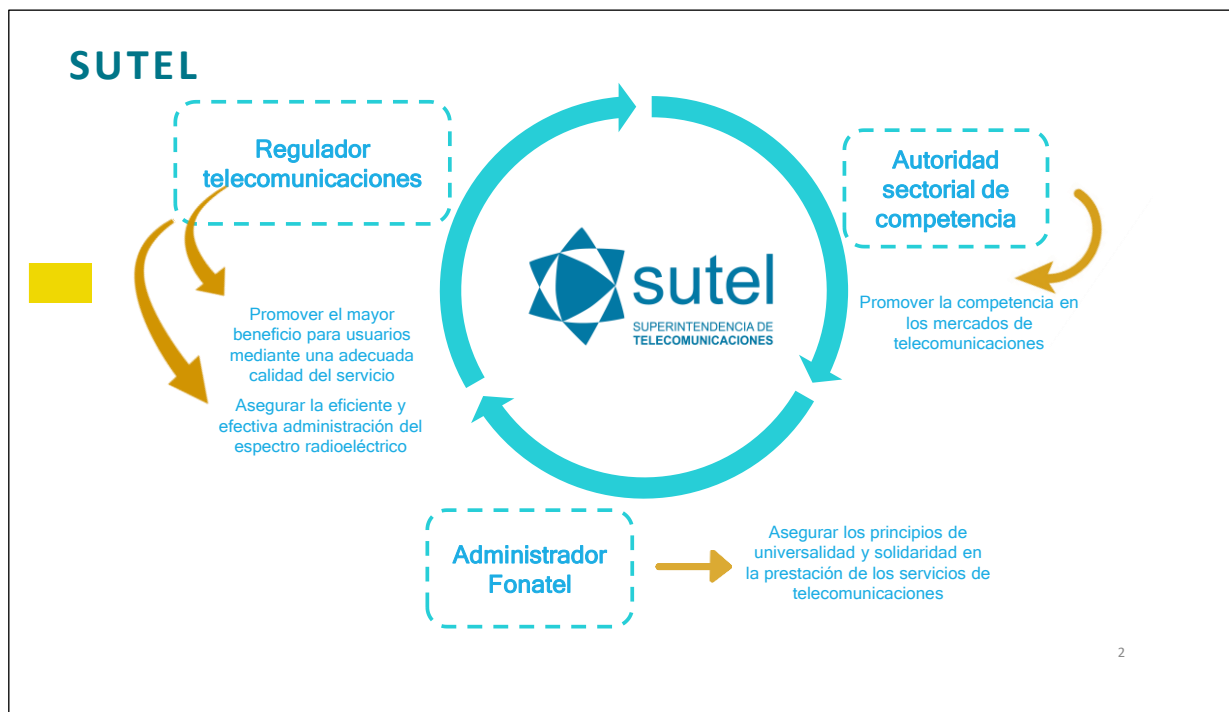 SUTEL
Regulador
telecomunicaciones
Promover el mayor
beneficio para usuarios
mediante una adecuada
calidad del servicio
Asegurar la eficiente y
efectiva administración del
espectro radioeléctrico
sutel
SUPERINTENDENCIA DE
TELECOMUNICACIONES
Autoridad
sectorial de
competencia
Promover la competencia en
los mercados de
telecomunicaciones
Administrador
Fonatel
Asegurar los principios de
universalidad y solidaridad en
la prestación de los servicios de
telecomunicaciones
2